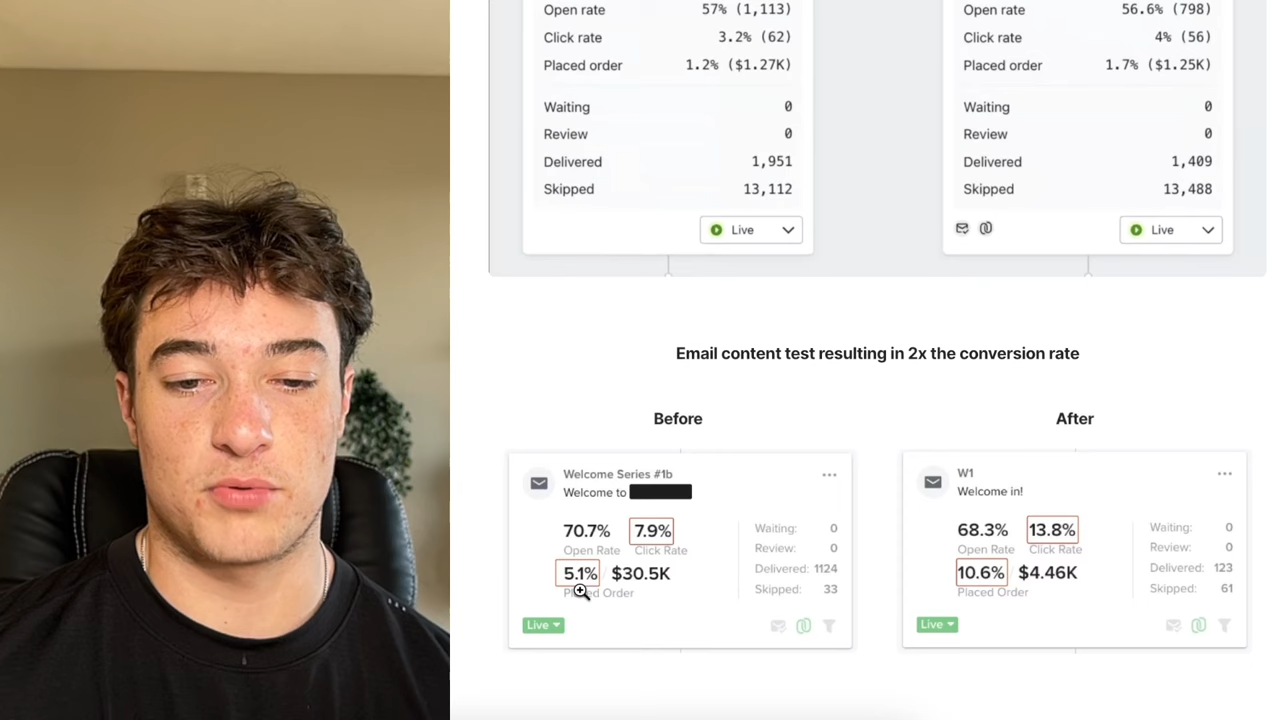 Open rate 57% (1,113)
Click rate 3.2% (62)
Placed order 1.2% ($1.27K)
Waiting 0
Review 0
Delivered 1,951
Skipped 13,112
Live
Open rate 56.6% (798)
Click rate 4% (56)
Placed order 1.7% ($1.25K)
Waiting 0
Review 0
Delivered 1,409
Skipped 13,488
Live
Email content test resulting in 2x the conversion rate
Before
Welcome Series #1b
Welcome to
70.7% 7.9%
Open Rate Click Rate
5.1% $30.5K
Placed Order
Waiting: 0
Review: 0
Delivered: 1124
Skipped: 33
Live
After
W1
Welcome in!
68.3% 13.8%
Open Rate Click Rate
10.6% $4.46K
Placed Order
Waiting: 0
Review: 0
Delivered: 123
Skipped: 61
Live